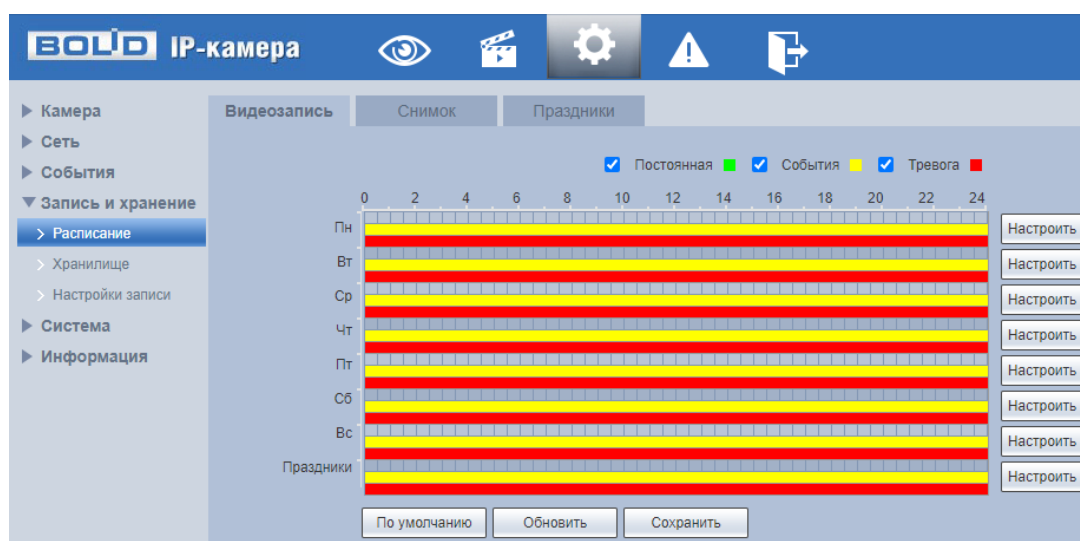 BOLID IP-камера
Камера
Сеть
События
Запись и хранение
Расписание
Хранилище
Настройки записи
Система
Информация
Видеозапись Снимок Праздники
Постоянная События Тревога
0 2 4 6 8 10 12 14 16 18 20 22 24
Пн Настроить
Вт Настроить
Ср Настроить
Чт Настроить
Пт Настроить
Сб Настроить
Вс Настроить
Праздники Настроить
По умолчанию Обновить Сохранить